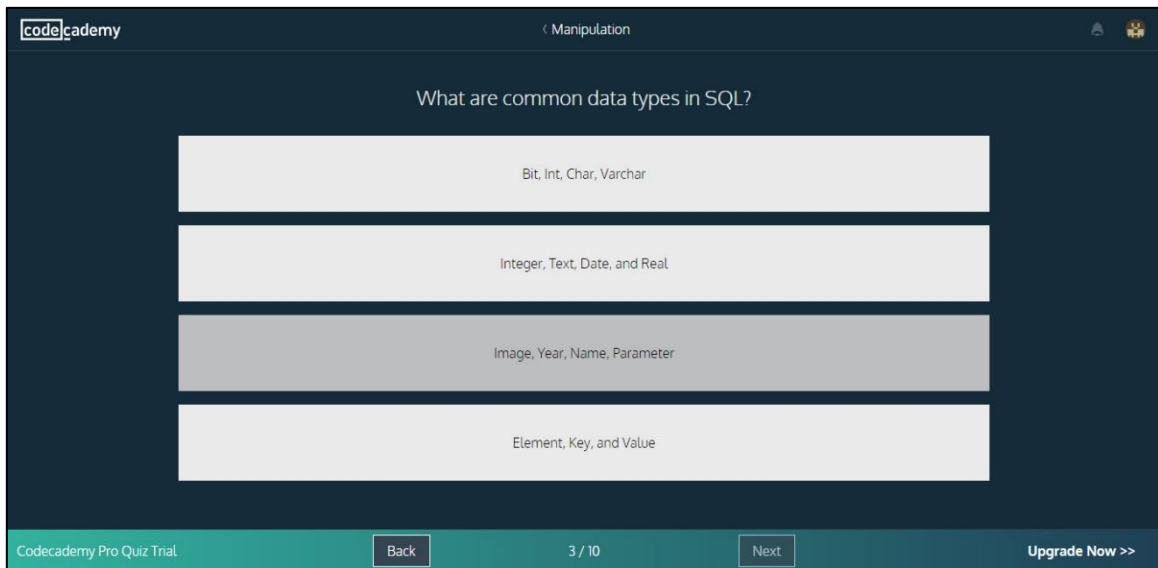 codecademy
Manipulation
What are common data types in SQL?
Bit, Int, Char, Varchar
Integer, Text, Date, and Real
Image, Year, Name, Parameter
Element, Key, and Value
Codecademy Pro Quiz Trial
Back
3 / 10
Next
Upgrade Now >>